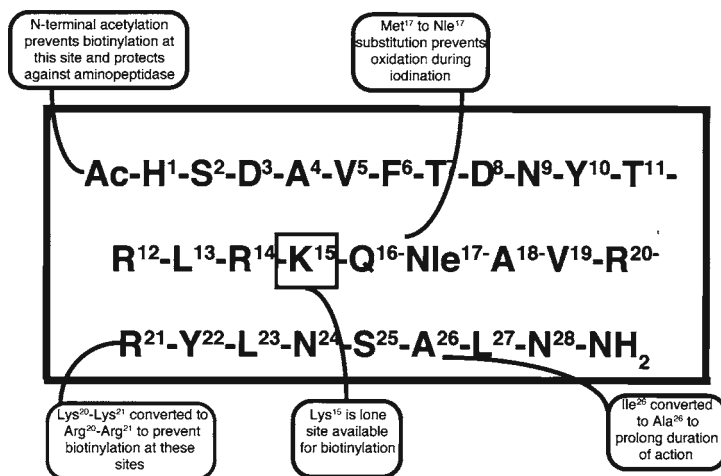 N-terminal acetylation
prevents biotinylation at
this site and protects
against aminopeptidase
Met¹⁷ to Nle¹⁷
substitution prevents
oxidation during
iodination
Ac-H¹-S²-D³-A⁴-V⁵-F⁶-T⁷-D⁸-N⁹-Y¹⁰-T¹¹-
R¹²-L¹³-R¹⁴-K¹⁵-Q¹⁶-Nle¹⁷-A¹⁸-V¹⁹-R²⁰-
R²¹-Y²²-L²³-N²⁴-S²⁵-A²⁶-L²⁷-N²⁸-NH₂
Lys²⁰-Lys²¹ converted to
Arg²⁰-Arg²¹ to prevent
biotinylation at these
sites
Lys¹⁵ is lone
site available
for biotinylation
Ile²⁶ converted
to Ala²⁶ to
prolong duration
of action